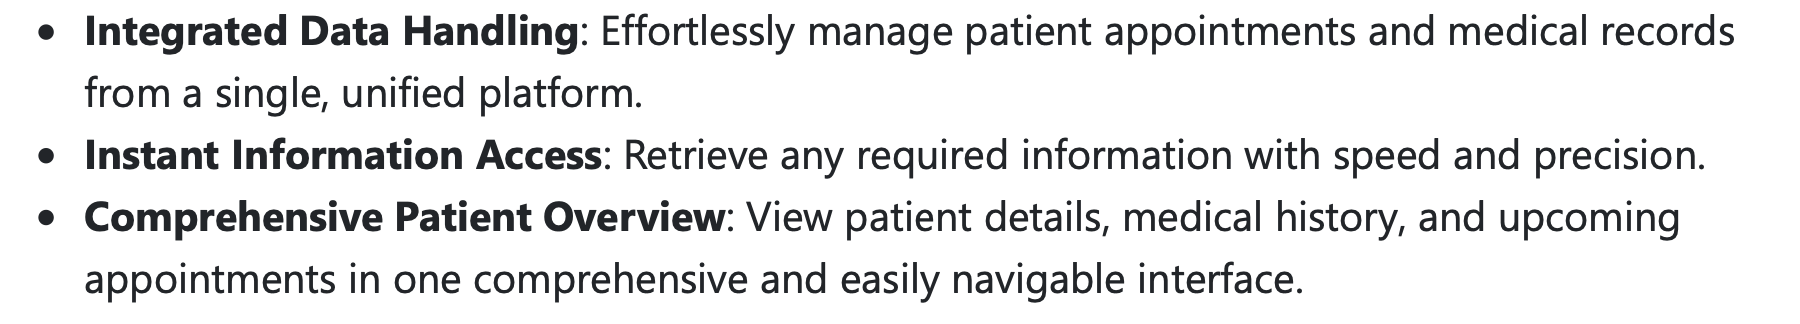 • Integrated Data Handling: Effortlessly manage patient appointments and medical records
from a single, unified platform.
• Instant Information Access: Retrieve any required information with speed and precision.
• Comprehensive Patient Overview: View patient details, medical history, and upcoming
appointments in one comprehensive and easily navigable interface.